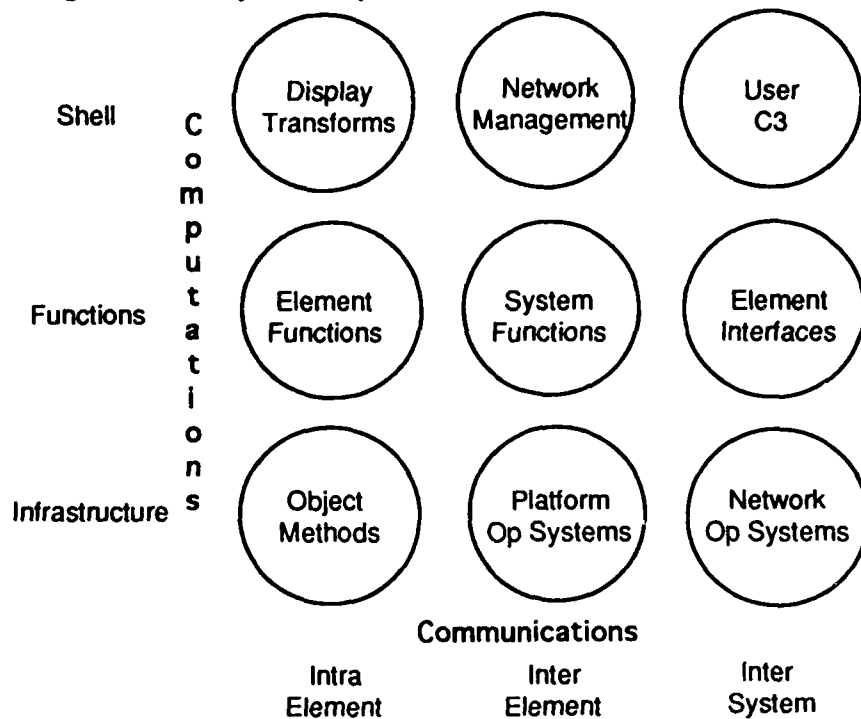 Shell
Computations
Display
Transforms
Network
Management
User
C3
Functions
Element
Functions
System
Functions
Element
Interfaces
Infrastructure
Object
Methods
Platform
Op Systems
Network
Op Systems
Communications
Intra
Element
Inter
Element
Inter
System